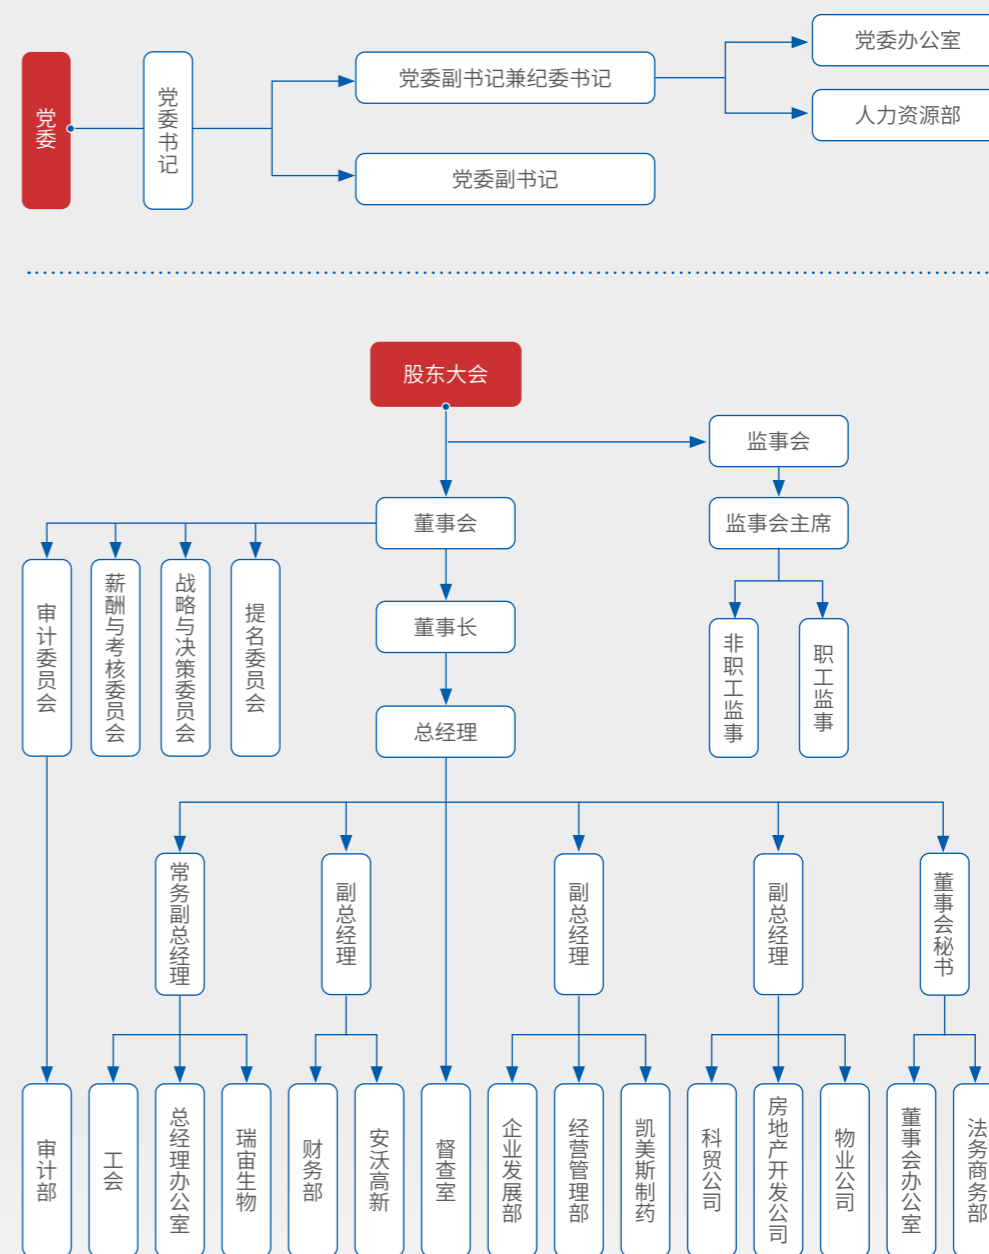 党委
党委书记
党委副书记兼纪委书记
党委副书记
党委办公室
人力资源部
股东大会
监事会
董事会
监事会主席
审计委员会
薪酬与考核委员会
战略与决策委员会
提名委员会
董事长
非职工监事
职工监事
总经理
常务副总经理
副总经理
副总经理
副总经理
董事会秘书
审计部
工会
总经理办公室
瑞宙生物
财务部
安沃高新
督查室
企业发展部
经营管理部
凯美斯制药
科贸公司
房地产开发公司
物业公司
董事会办公室
法务商务部